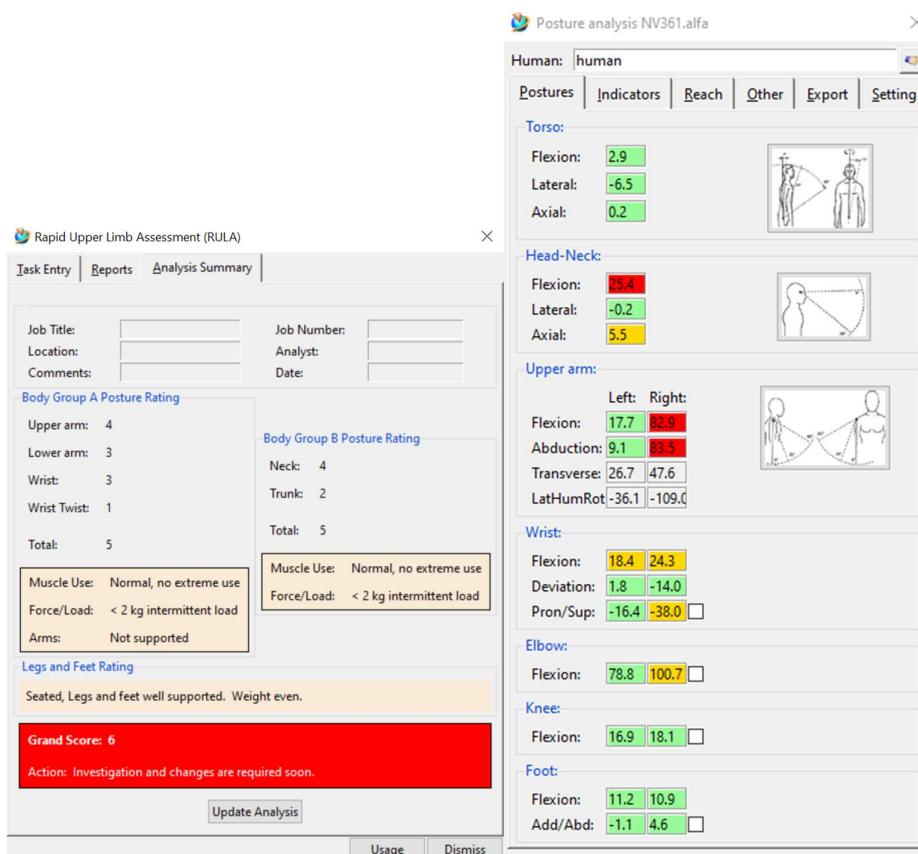 Posture analysis NV361.alfa
Human: human
Postures Indicators Reach Other Export Setting
Torso:
Flexion: 2.9
Lateral: -6.5
Axial: 0.2
Head-Neck:
Flexion: 25.4
Lateral: -0.2
Axial: 5.5
Upper arm:
Left: Right:
Flexion: 17.7 82.9
Abduction: 9.1 83.5
Transverse: 26.7 47.6
LatHumRot -36.1 -109.0
Wrist:
Flexion: 18.4 24.3
Deviation: 1.8 -14.0
Pron/Sup: -16.4 -38.0
Elbow:
Flexion: 78.8 100.7
Knee:
Flexion: 16.9 18.1
Foot:
Flexion: 11.2 10.9
Add/Abd: -1.1 4.6
Rapid Upper Limb Assessment (RULA)
Task Entry Reports Analysis Summary
Job Title: Job Number:
Location: Analyst:
Comments: Date:
Body Group A Posture Rating
Upper arm: 4
Lower arm: 3
Wrist: 3
Wrist Twist: 1
Total: 5
Muscle Use: Normal, no extreme use
Force/Load: < 2 kg intermittent load
Arms: Not supported
Body Group B Posture Rating
Neck: 4
Trunk: 2
Total: 5
Muscle Use: Normal, no extreme use
Force/Load: < 2 kg intermittent load
Legs and Feet Rating
Seated, Legs and feet well supported. Weight even.
Grand Score: 6
Action: Investigation and changes are required soon.
Update Analysis
Usage Dismiss